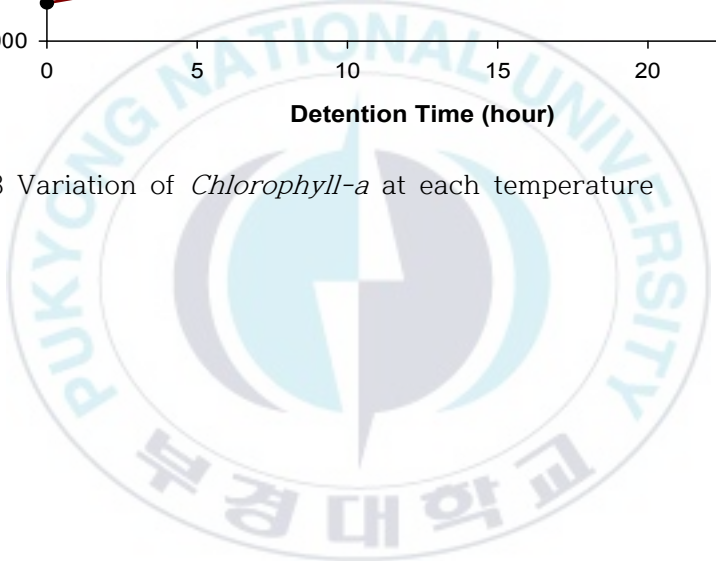 000
0 5 10 15 20
Detention Time (hour)
3 Variation of Chlorophyll-a at each temperature
PUKYONG NATIONAL UNIVERSITY
부경대학교